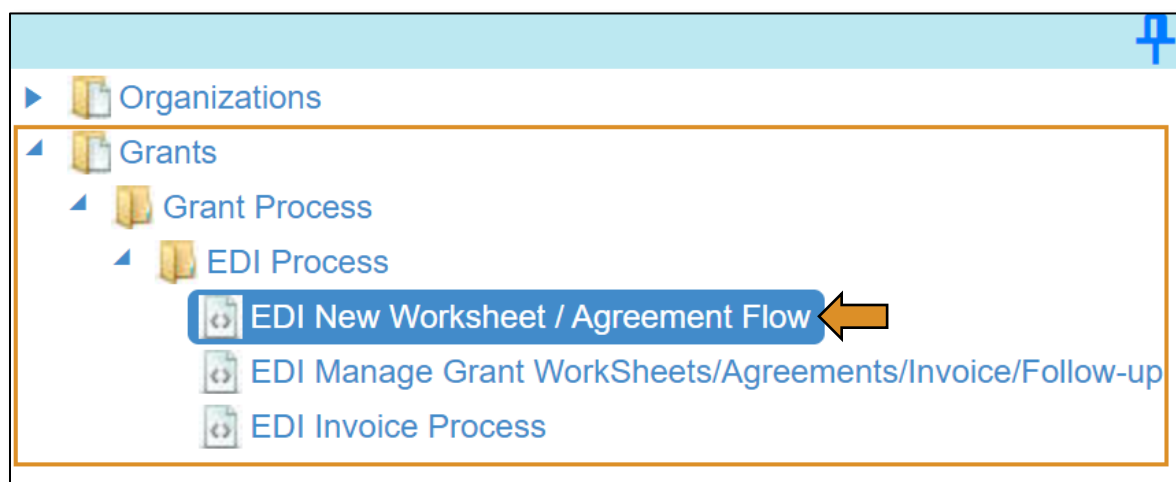 Organizations
Grants
Grant Process
EDI Process
EDI New Worksheet / Agreement Flow
EDI Manage Grant WorkSheets/Agreements/Invoice/Follow-up
EDI Invoice Process